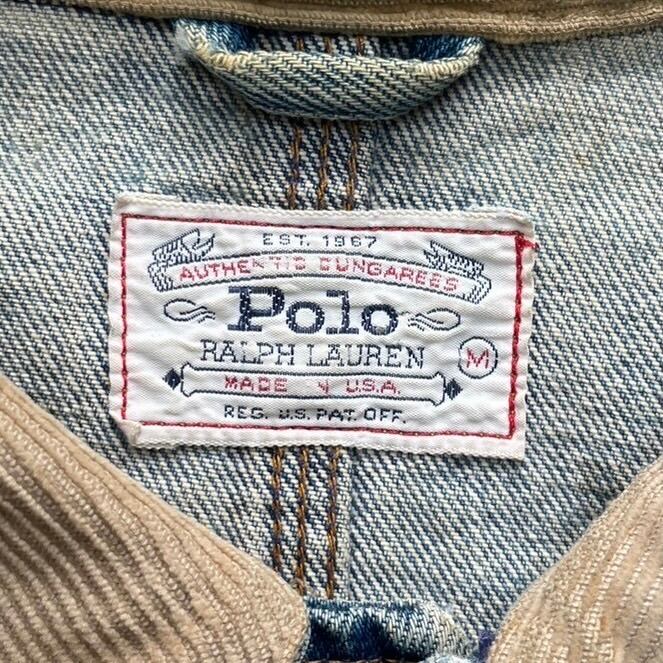 EST. 1967
AUTHENTIC DUNGAREES
Polo
RALPH LAUREN
M
MADE IN U.S.A.
REG. U.S. PAT. OFF.